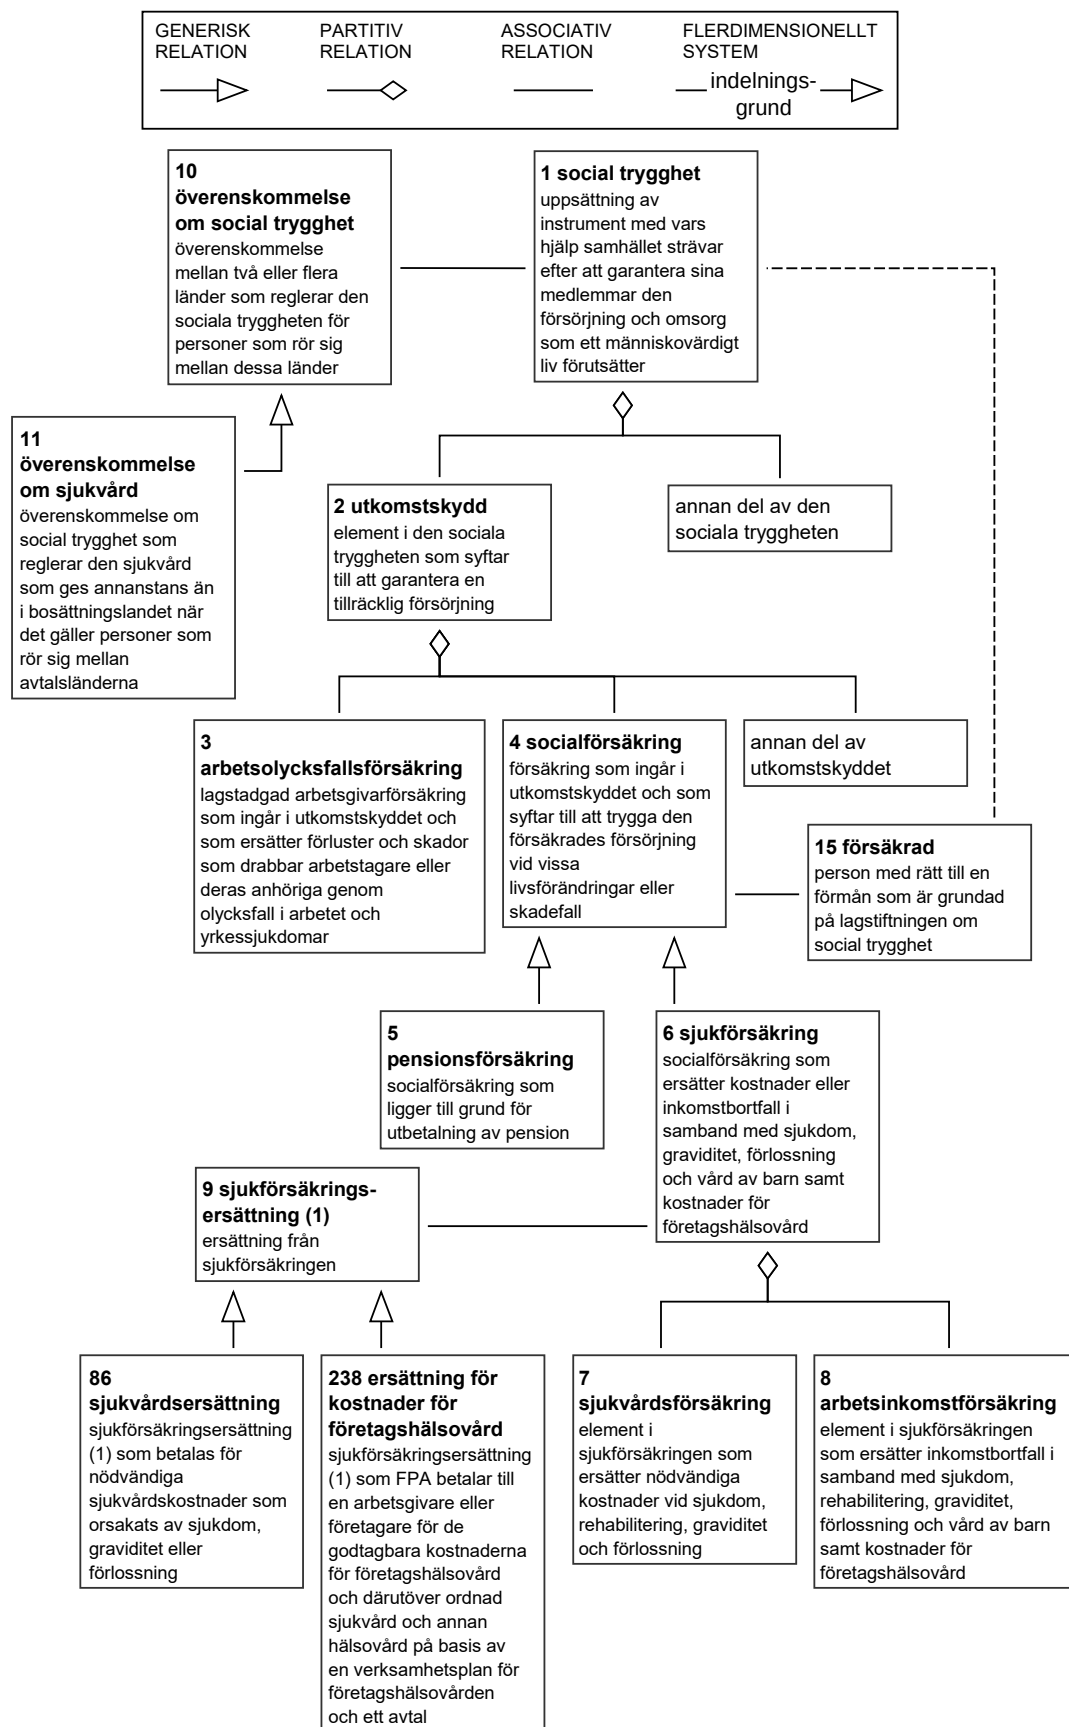 GENERISK
RELATION
PARTITIV
RELATION
ASSOCIATIV
RELATION
FLERDIMENSIONELLT
SYSTEM
indelnings-
grund
10
överenskommelse
om social trygghet
överenskommelse
mellan två eller flera
länder som reglerar den
sociala tryggheten för
personer som rör sig
mellan dessa länder
1 social trygghet
uppsättning av
instrument med vars
hjälp samhället strävar
efter att garantera sina
medlemmar den
försörjning och omsorg
som ett människovärdigt
liv förutsätter
11
överenskommelse
om sjukvård
överenskommelse om
social trygghet som
reglerar den sjukvård
som ges annanstans än
i bosättningslandet när
det gäller personer som
rör sig mellan
avtalsländerna
2 utkomstskydd
element i den sociala
tryggheten som syftar
till att garantera en
tillräcklig försörjning
annan del av den
sociala tryggheten
3
arbetsolycksfallsförsäkring
lagstadgad arbetsgivarförsäkring
som ingår i utkomstskyddet och
som ersätter förluster och skador
som drabbar arbetstagare eller
deras anhöriga genom
olycksfall i arbetet och
yrkessjukdomar
4 socialförsäkring
försäkring som ingår i
utkomstskyddet och som
syftar till att trygga den
försäkrades försörjning
vid vissa
livsförändringar eller
skadefall
annan del av
utkomstskyddet
15 försäkrad
person med rätt till en
förmån som är grundad
på lagstiftningen om
social trygghet
5
pensionsförsäkring
socialförsäkring som
ligger till grund för
utbetalning av pension
6 sjukförsäkring
socialförsäkring som
ersätter kostnader eller
inkomstbortfall i
samband med sjukdom,
graviditet, förlossning
och vård av barn samt
kostnader för
företagshälsovård
9 sjukförsäkrings-
ersättning (1)
ersättning från
sjukförsäkringen
86
sjukvårdsersättning
sjukförsäkringsersättning
(1) som betalas för
nödvändiga
sjukvårdskostnader som
orsakats av sjukdom,
graviditet eller
förlossning
238 ersättning för
kostnader för
företagshälsovård
sjukförsäkringsersättning
(1) som FPA betalar till
en arbetsgivare eller
företagare för de
godtagbara kostnaderna
för företagshälsovård
och därutöver ordnad
sjukvård och annan
hälsovård på basis av
en verksamhetsplan för
företagshälsovården
och ett avtal
7
sjukvårdsförsäkring
element i
sjukförsäkringen som
ersätter nödvändiga
kostnader vid sjukdom,
rehabilitering, graviditet
och förlossning
8
arbetsinkomstförsäkring
element i sjukförsäkringen
som ersätter inkomstbortfall i
samband med sjukdom,
rehabilitering, graviditet,
förlossning och vård av barn
samt kostnader för
företagshälsovård